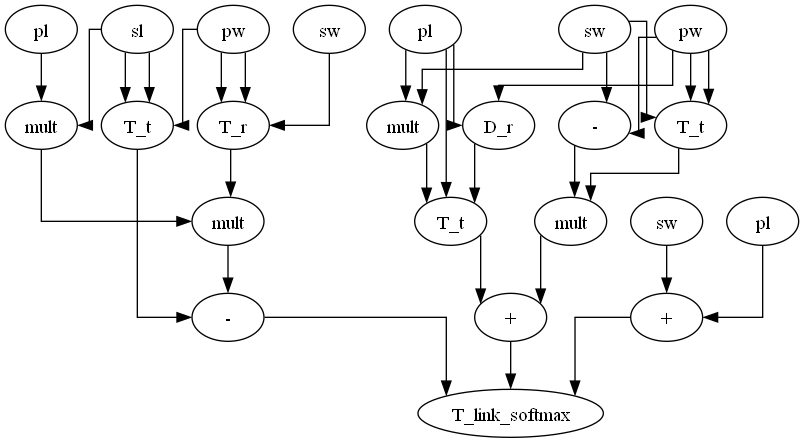 pl sl pw sw pl sw pw
mult T_t T_r mult D_r - T_t
mult T_t mult sw pl
- + +
T_link_softmax